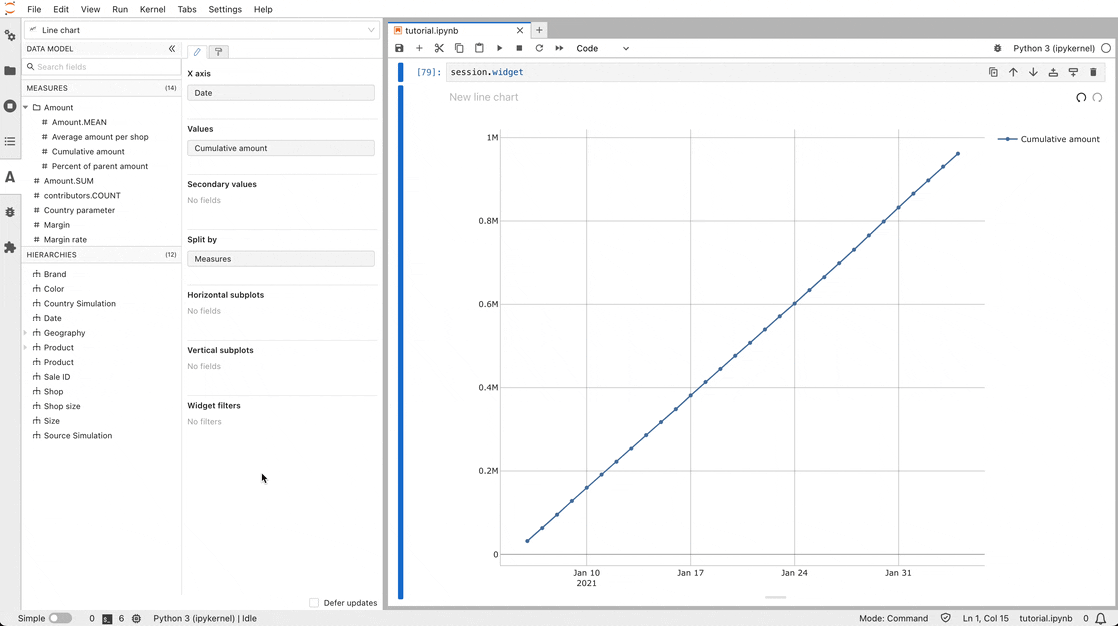 File Edit View Run Kernel Tabs Settings Help
Line chart
DATA MODEL
Search fields
MEASURES (14)
Amount
# Amount.MEAN
# Average amount per shop
# Cumulative amount
# Percent of parent amount
# Amount.SUM
# contributors.COUNT
# Country parameter
# Margin
# Margin rate
HIERARCHIES (12)
Brand
Color
Country Simulation
Date
Geography
Product
Product
Sale ID
Shop
Shop size
Size
Source Simulation
X axis
Date
Values
Cumulative amount
Secondary values
No fields
Split by
Measures
Horizontal subplots
No fields
Vertical subplots
No fields
Widget filters
No filters
Defer updates
tutorial.ipynb
Code
Python 3 (ipykernel)
[79]: session.widget
New line chart
1M
0.8M
0.6M
0.4M
0.2M
0
Jan 10
2021
Jan 17
Jan 24
Jan 31
Cumulative amount
Simple 0 6 Python 3 (ipykernel) | Idle Mode: Command Ln 1, Col 15 tutorial.ipynb 0